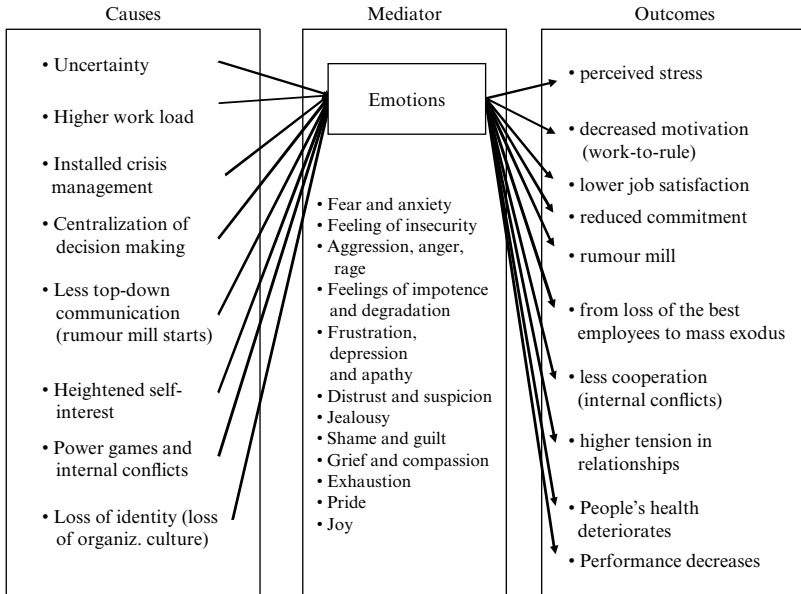 Causes
• Uncertainty
• Higher work load
• Installed crisis
management
• Centralization of
decision making
• Less top-down
communication
(rumour mill starts)
• Heightened self-
interest
• Power games and
internal conflicts
• Loss of identity (loss
of organiz. culture)
Mediator
Emotions
• Fear and anxiety
• Feeling of insecurity
• Aggression, anger,
rage
• Feelings of impotence
and degradation
• Frustration,
depression
and apathy
• Distrust and suspicion
• Jealousy
• Shame and guilt
• Grief and compassion
• Exhaustion
• Pride
• Joy
Outcomes
• perceived stress
• decreased motivation
(work-to-rule)
• lower job satisfaction
• reduced commitment
• rumour mill
• from loss of the best
employees to mass exodus
• less cooperation
(internal conflicts)
• higher tension in
relationships
• People’s health
deteriorates
• Performance decreases